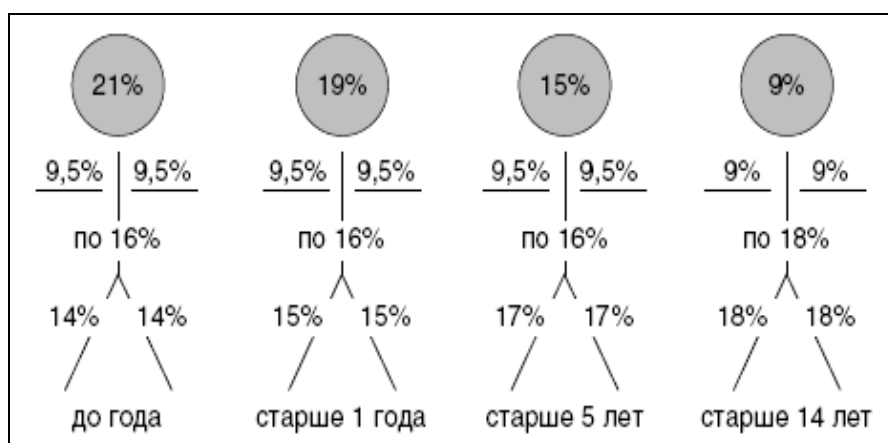 21% 19% 15% 9%
9,5% 9,5% 9,5% 9,5% 9,5% 9,5% 9% 9%
по 16% по 16% по 16% по 18%
14% 14% 15% 15% 17% 17% 18% 18%
до года старше 1 года старше 5 лет старше 14 лет